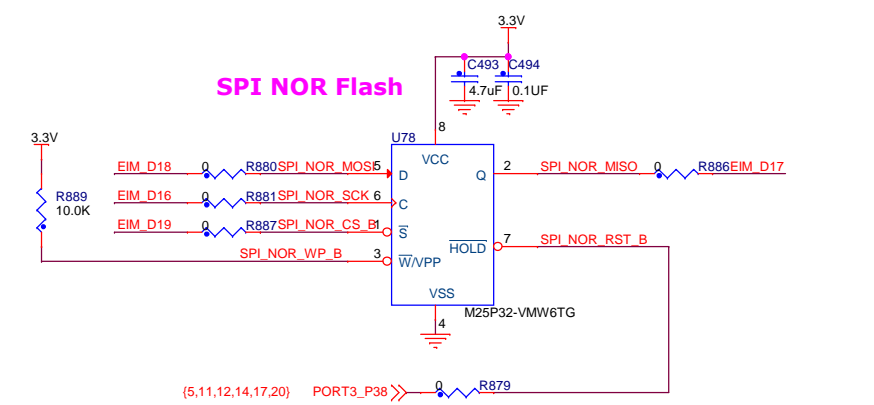 3.3V
C493 C494
4.7uF 0.1UF
SPI NOR Flash
3.3V
U78
8
VCC
EIM_D18 0 R880 SPI_NOR_MOSI 5 D
Q 2 SPI_NOR_MISO 0 R886 EIM_D17
R889
10.0K
EIM_D16 0 R881 SPI_NOR_SCK 6 C
EIM_D19 0 R887 SPI_NOR_CS_B 1 S
HOLD 7 SPI_NOR_RST_B
SPI_NOR_WP_B 3 W/VPP
VSS
M25P32-VMW6TG
4
{5,11,12,14,17,20} PORT3_P38 0 R879